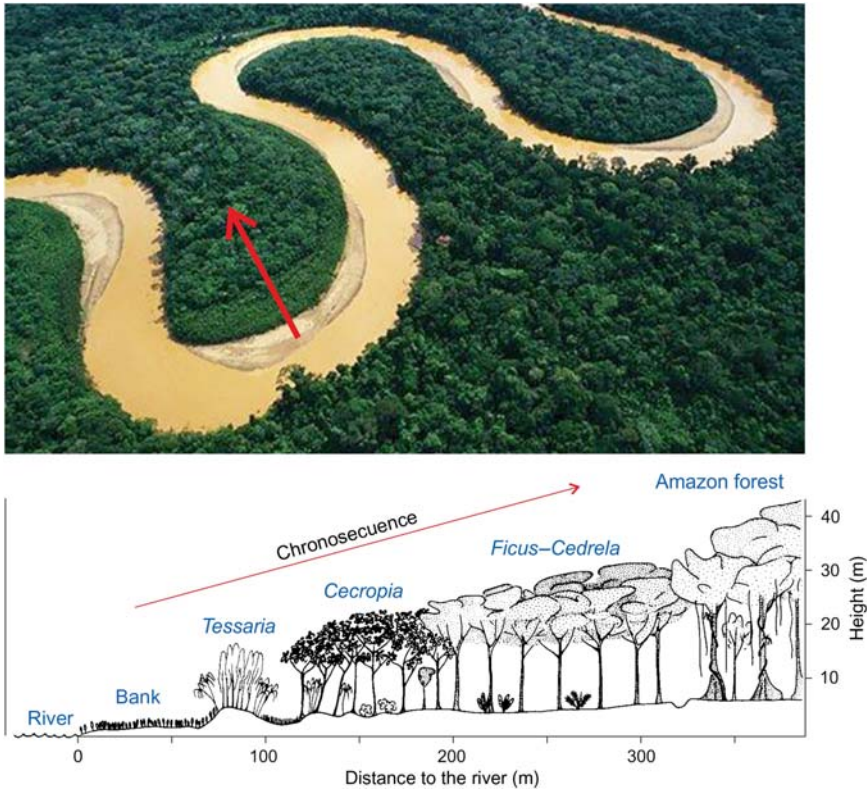 Amazon forest
Chronosecuence
Ficus–Cedrela
Cecropia
Tessaria
Bank
River
40
30
20
10
Height (m)
0
100
200
300
Distance to the river (m)